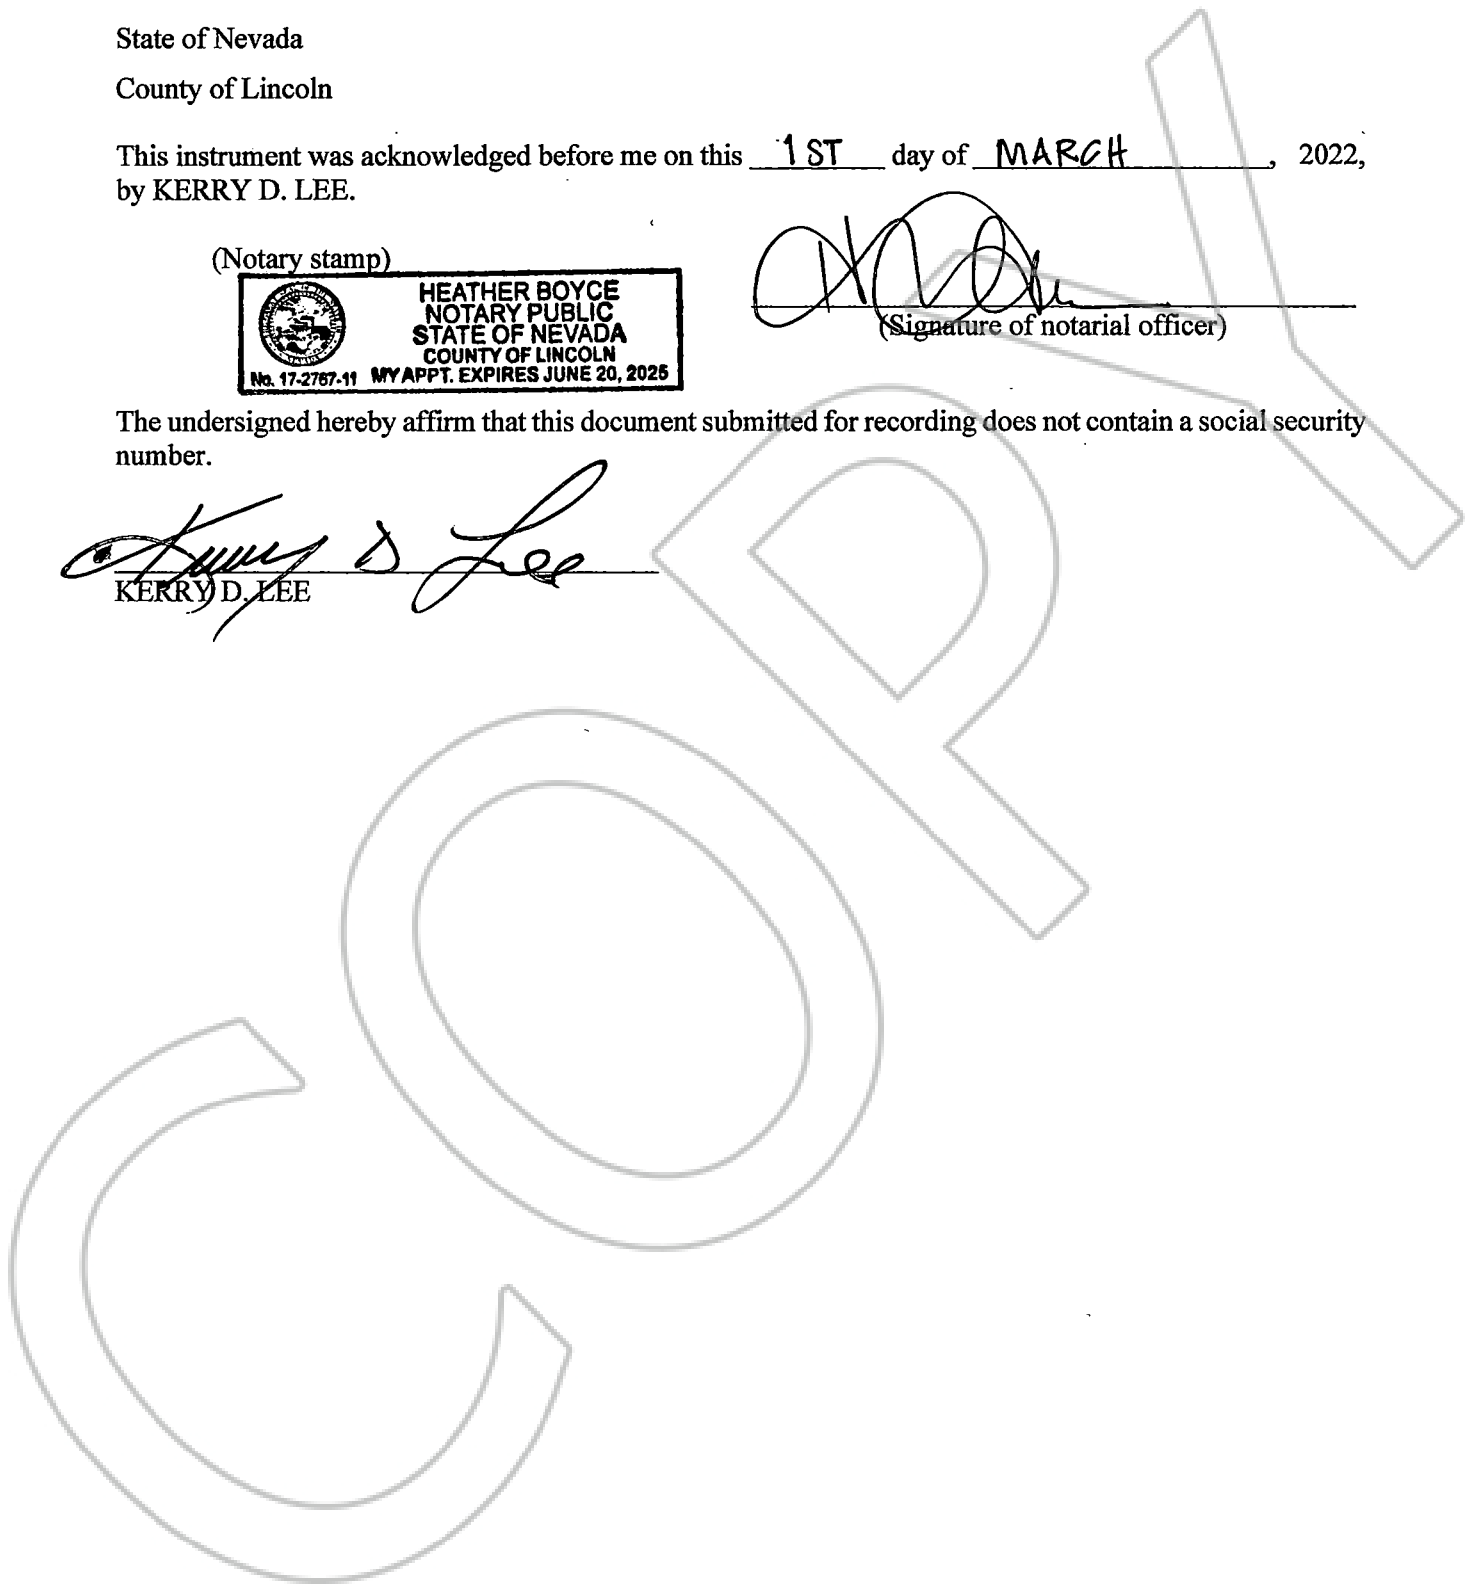 State of Nevada
County of Lincoln
This instrument was acknowledged before me on this 1ST day of MARCH, 2022,
by KERRY D. LEE.
(Notary stamp)
HEATHER BOYCE
NOTARY PUBLIC
STATE OF NEVADA
COUNTY OF LINCOLN
No. 17-2767-11 MY APPT. EXPIRES JUNE 20, 2025
(Signature of notarial officer)
The undersigned hereby affirm that this document submitted for recording does not contain a social security
number.
Kerry D Lee
KERRY D. LEE
COPY